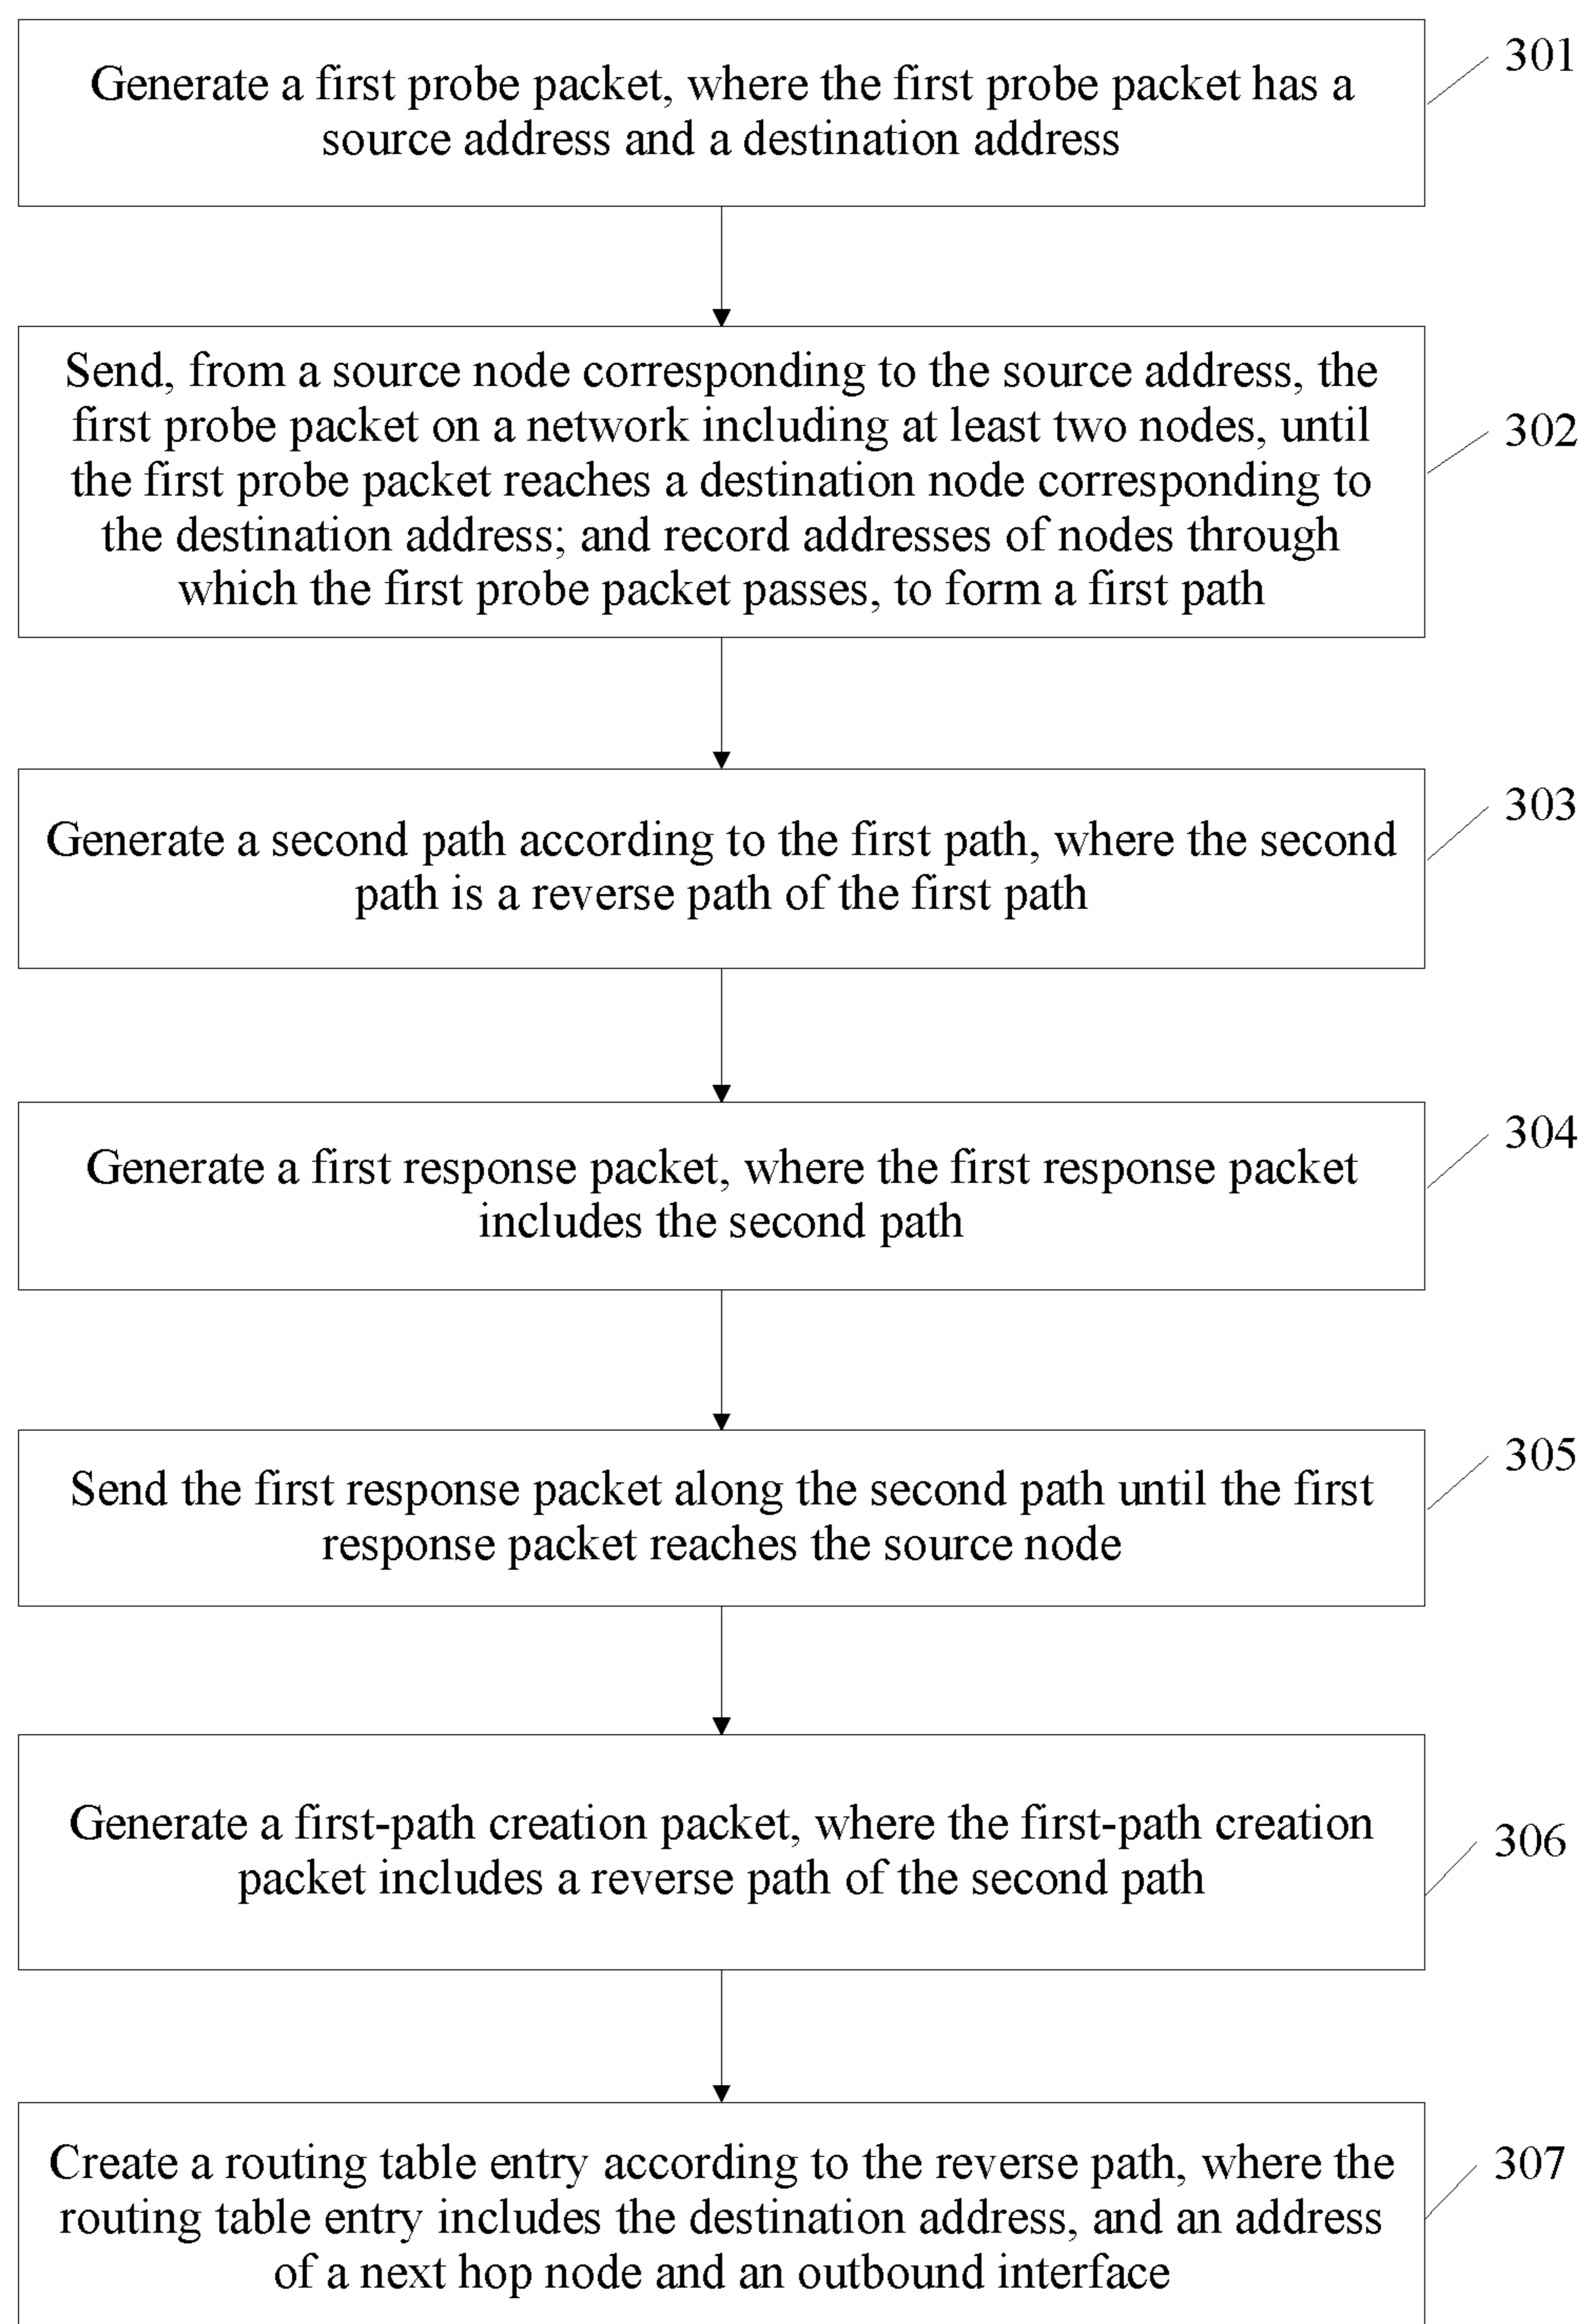 Generate a first probe packet, where the first probe packet has a
source address and a destination address
301
Send, from a source node corresponding to the source address, the
first probe packet on a network including at least two nodes, until
the first probe packet reaches a destination node corresponding to
the destination address; and record addresses of nodes through
which the first probe packet passes, to form a first path
302
Generate a second path according to the first path, where the second
path is a reverse path of the first path
303
Generate a first response packet, where the first response packet
includes the second path
304
Send the first response packet along the second path until the first
response packet reaches the source node
305
Generate a first-path creation packet, where the first-path creation
packet includes a reverse path of the second path
306
Create a routing table entry according to the reverse path, where the
routing table entry includes the destination address, and an address
of a next hop node and an outbound interface
307